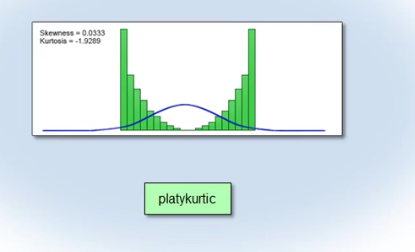 Skewness = 0.0333
Kurtosis = -1.9289
platykurtic